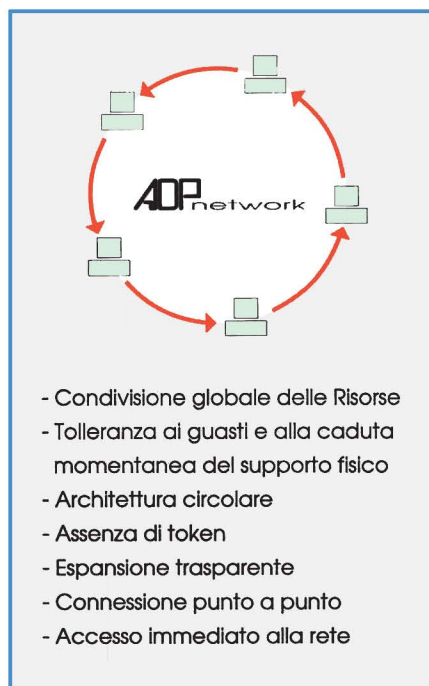 ADPnetwork
- Condivisione globale delle Risorse
- Tolleranza ai guasti e alla caduta
momentanea del supporto fisico
- Architettura circolare
- Assenza di token
- Espansione trasparente
- Connessione punto a punto
- Accesso immediato alla rete